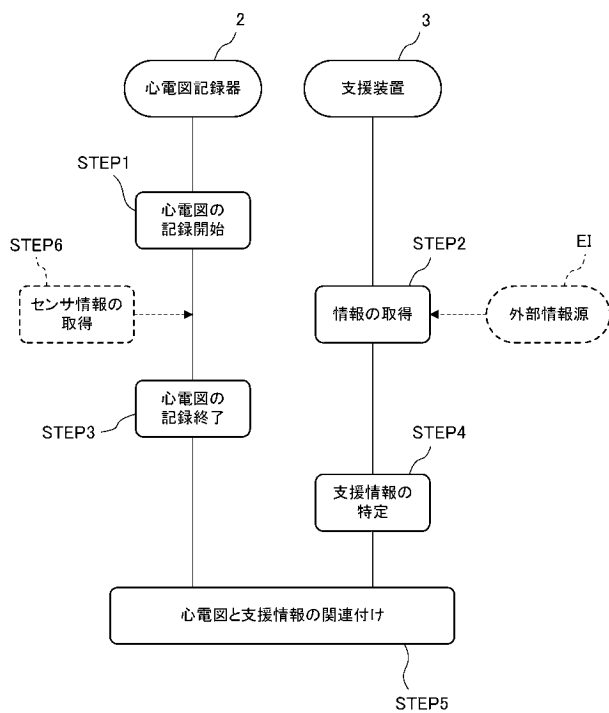 2
3
心電図記録器
支援装置
STEP1
心電図の
記録開始
STEP6
STEP2
EI
センサ情報の
取得
情報の取得
外部情報源
心電図の
記録終了
STEP3
STEP4
支援情報の
特定
心電図と支援情報の関連付け
STEP5